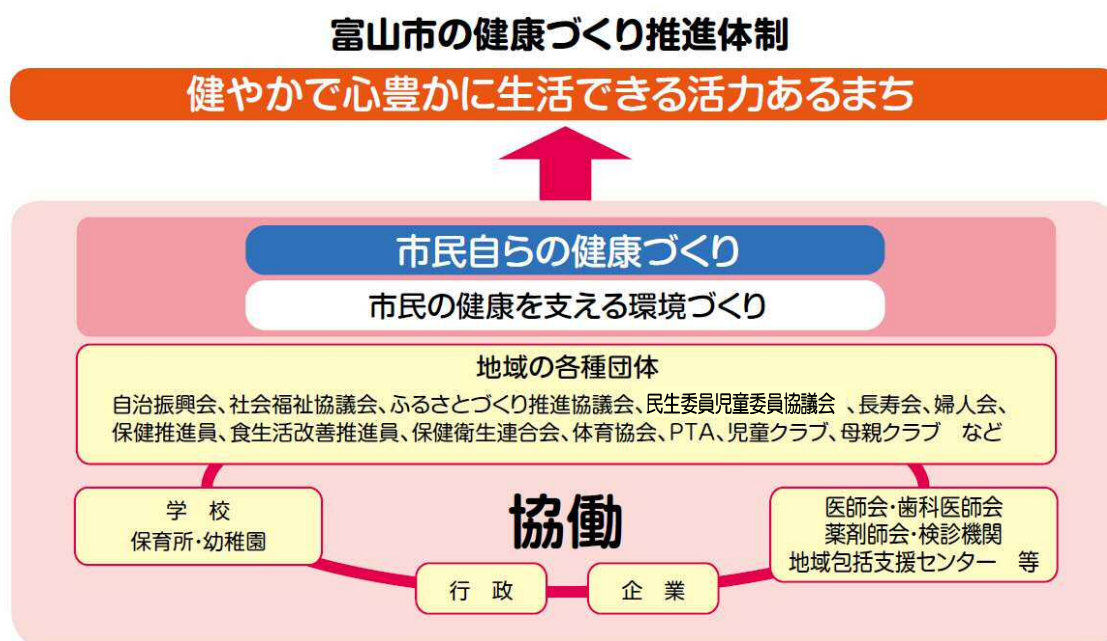 富山市の健康づくり推進体制
健やかで心豊かに生活できる活力あるまち
市民自らの健康づくり
市民の健康を支える環境づくり
地域の各種団体
自治振興会、社会福祉協議会、ふるさとづくり推進協議会、民生委員児童委員協議会 、長寿会、婦人会、
保健推進員、食生活改善推進員、保健衛生連合会、体育協会、PTA、児童クラブ、母親クラブ など
学 校
保育所・幼稚園
協働
医師会・歯科医師会
薬剤師会・検診機関
地域包括支援センター 等
行 政
企 業